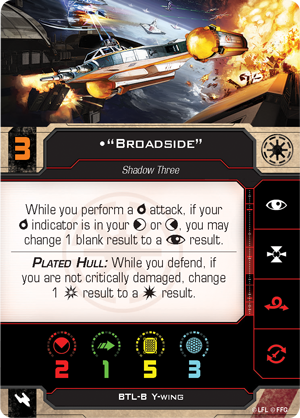 3
•“Broadside”
Shadow Three
While you perform a attack, if your
indicator is in your or , you may
change 1 blank result to a result.
Plated Hull: While you defend, if
you are not critically damaged, change
1 result to a result.
2 1 5 3
BTL-B Y-wing
©LFL ©FFG